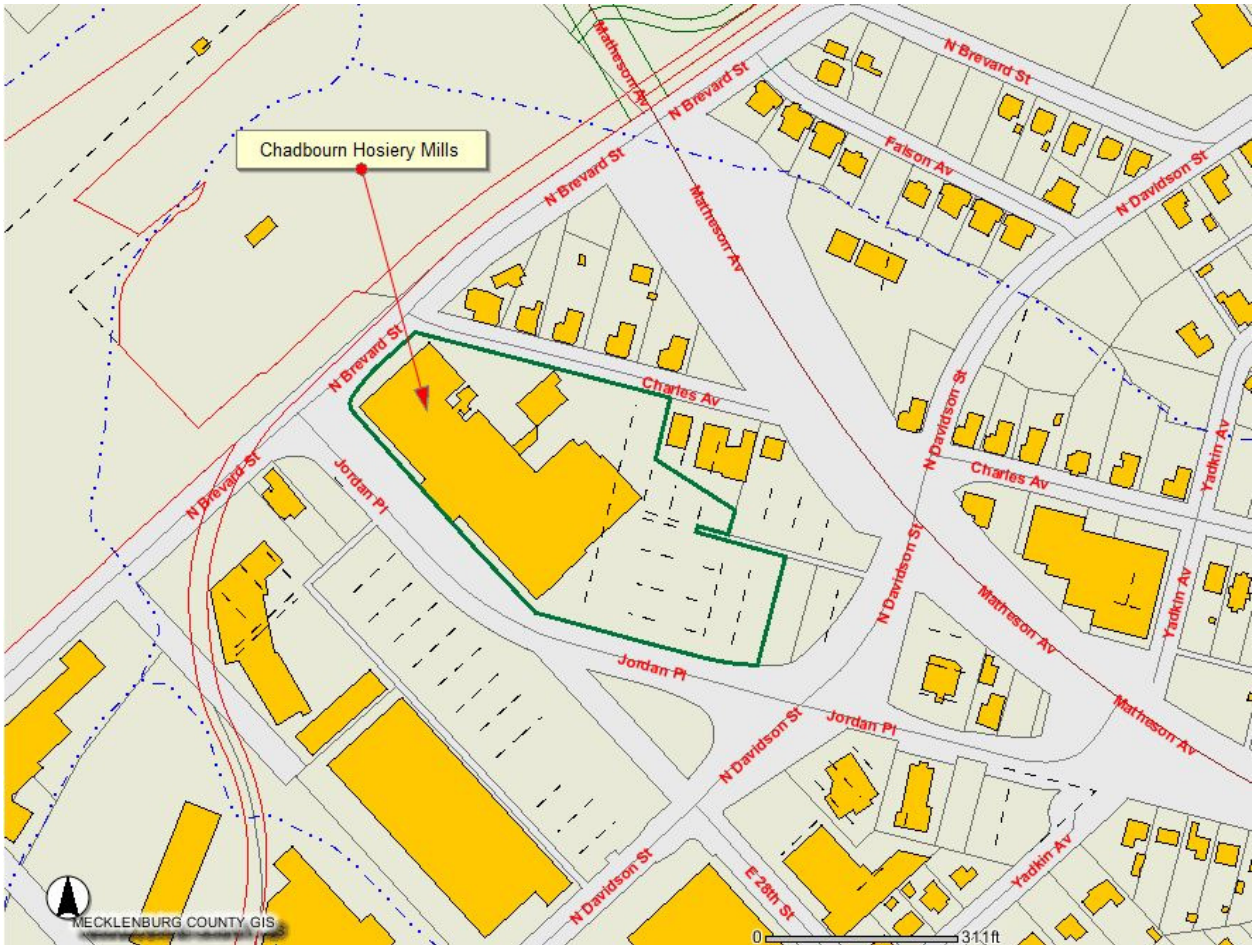 Matheson Av
N Brevard St
N Brevard St
Chadbourn Hosiery Mills
N Brevard St
Faison Av
N Davidson St
Matheson Av
N Brevard St
Charles Av
N Davidson St
Charles Av
Yadkin Av
N Brevard St
Jordan Pl
N Davidson St
Matheson Av
Yadkin Av
Jordan Pl
Matheson Av
N Davidson St
Jordan Pl
N Davidson St
E 28th St
Yadkin Av
MECKLENBURG COUNTY GIS
0 311ft